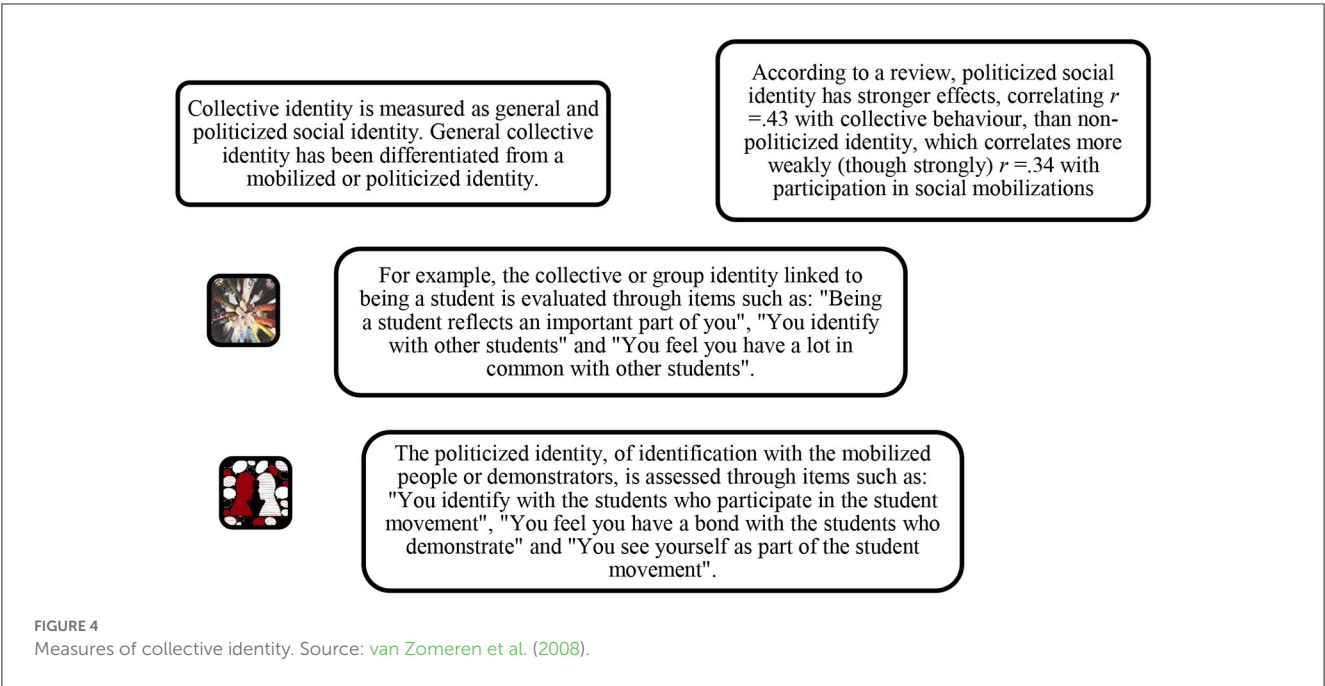 Collective identity is measured as general and
politicized social identity. General collective
identity has been differentiated from a
mobilized or politicized identity.
According to a review, politicized social
identity has stronger effects, correlating r
=.43 with collective behaviour, than non-
politicized identity, which correlates more
weakly (though strongly) r =.34 with
participation in social mobilizations
For example, the collective or group identity linked to
being a student is evaluated through items such as: "Being
a student reflects an important part of you", "You identify
with other students" and "You feel you have a lot in
common with other students".
The politicized identity, of identification with the mobilized
people or demonstrators, is assessed through items such as:
"You identify with the students who participate in the student
movement", "You feel you have a bond with the students who
demonstrate" and "You see yourself as part of the student
movement".
FIGURE 4
Measures of collective identity. Source: van Zomeren et al. (2008).